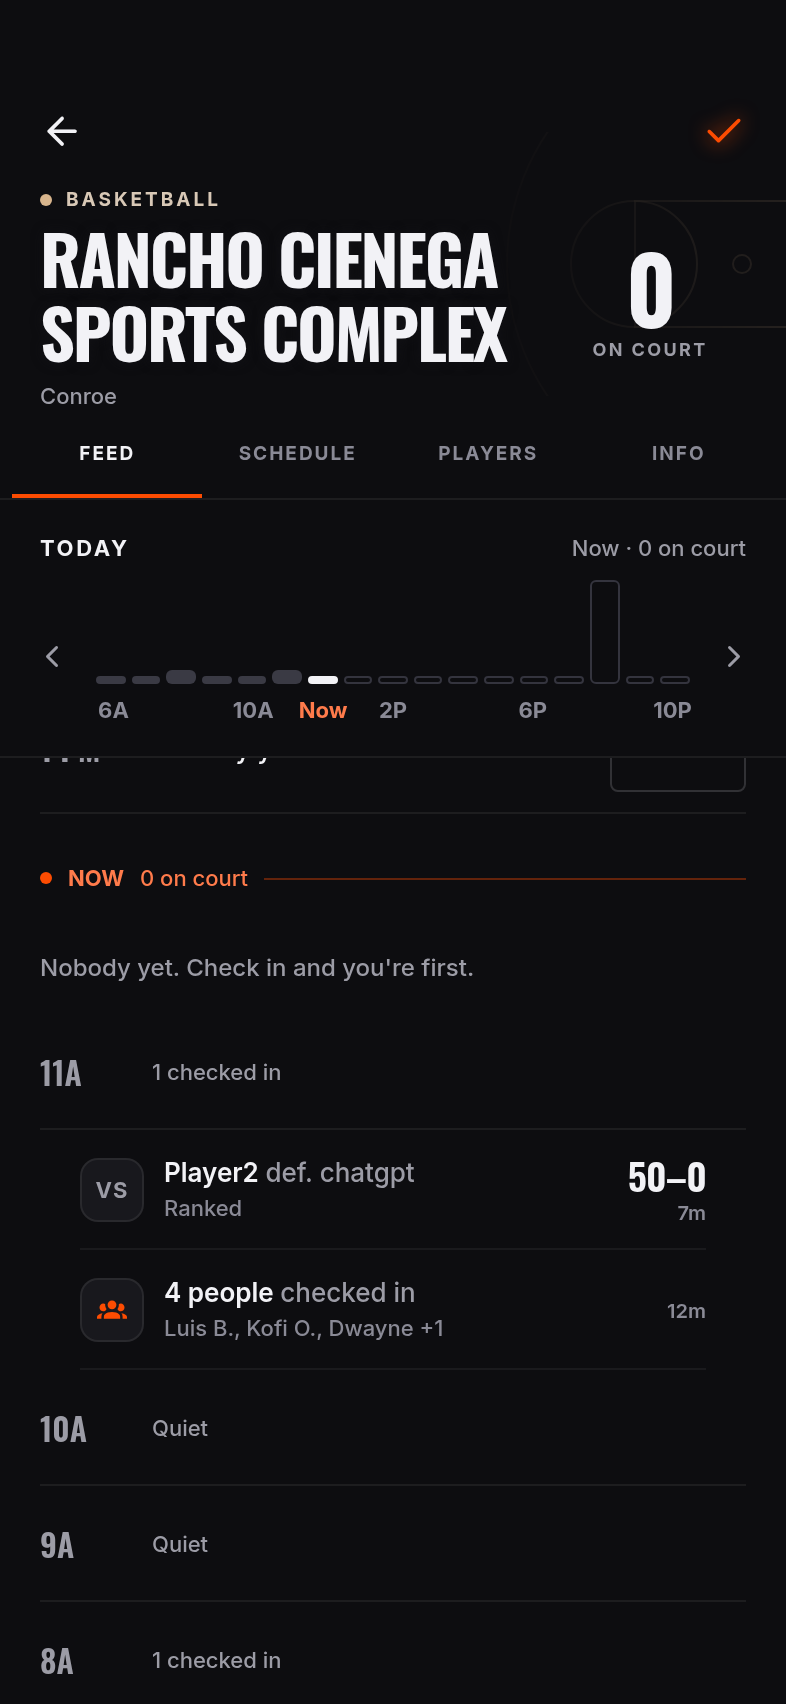 BASKETBALL
RANCHO CIENEGA
SPORTS COMPLEX
Conroe
0
ON COURT
FEED
SCHEDULE
PLAYERS
INFO
TODAY
Now · 0 on court
6A
10A
Now
2P
6P
10P
NOW 0 on court
Nobody yet. Check in and you're first.
11A
1 checked in
VS
Player2 def. chatgpt
Ranked
50–0
7m
4 people checked in
Luis B., Kofi O., Dwayne +1
12m
10A
Quiet
9A
Quiet
8A
1 checked in